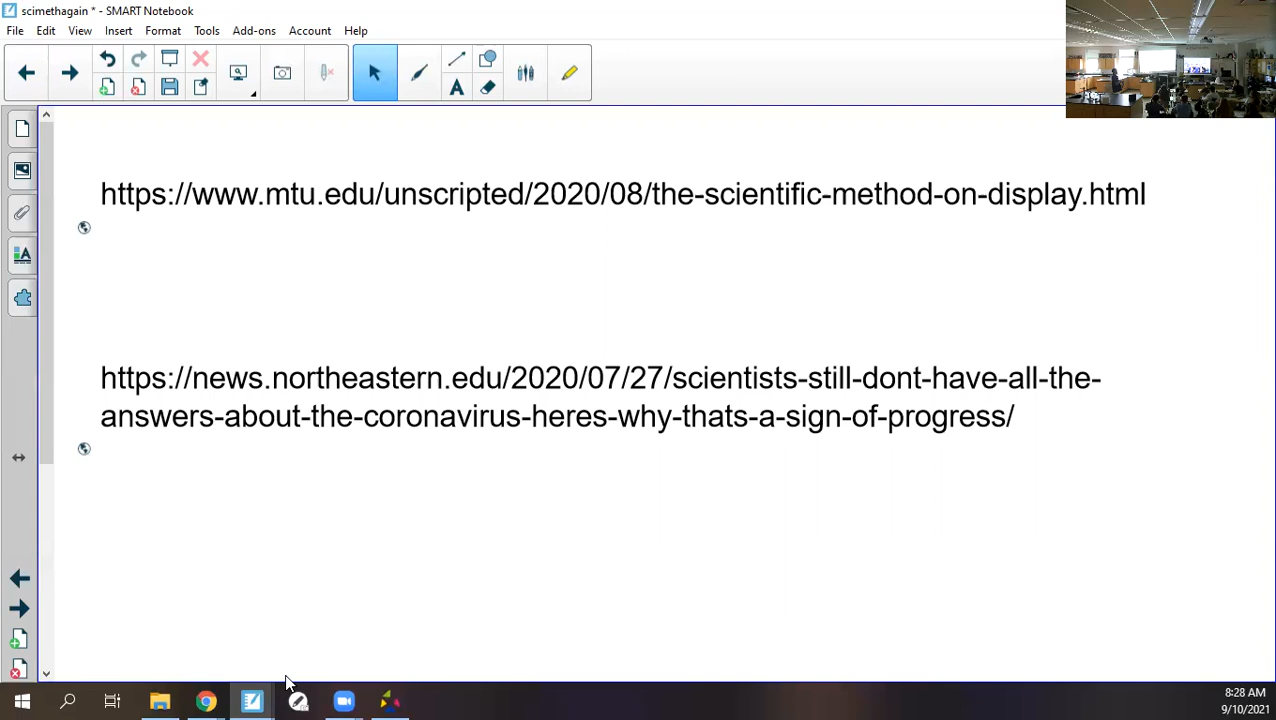 scimethagain * - SMART Notebook
File Edit View Insert Format Tools Add-ons Account Help
https://www.mtu.edu/unscripted/2020/08/the-scientific-method-on-display.html
https://news.northeastern.edu/2020/07/27/scientists-still-dont-have-all-the-
answers-about-the-coronavirus-heres-why-thats-a-sign-of-progress/
8:28 AM
9/10/2021